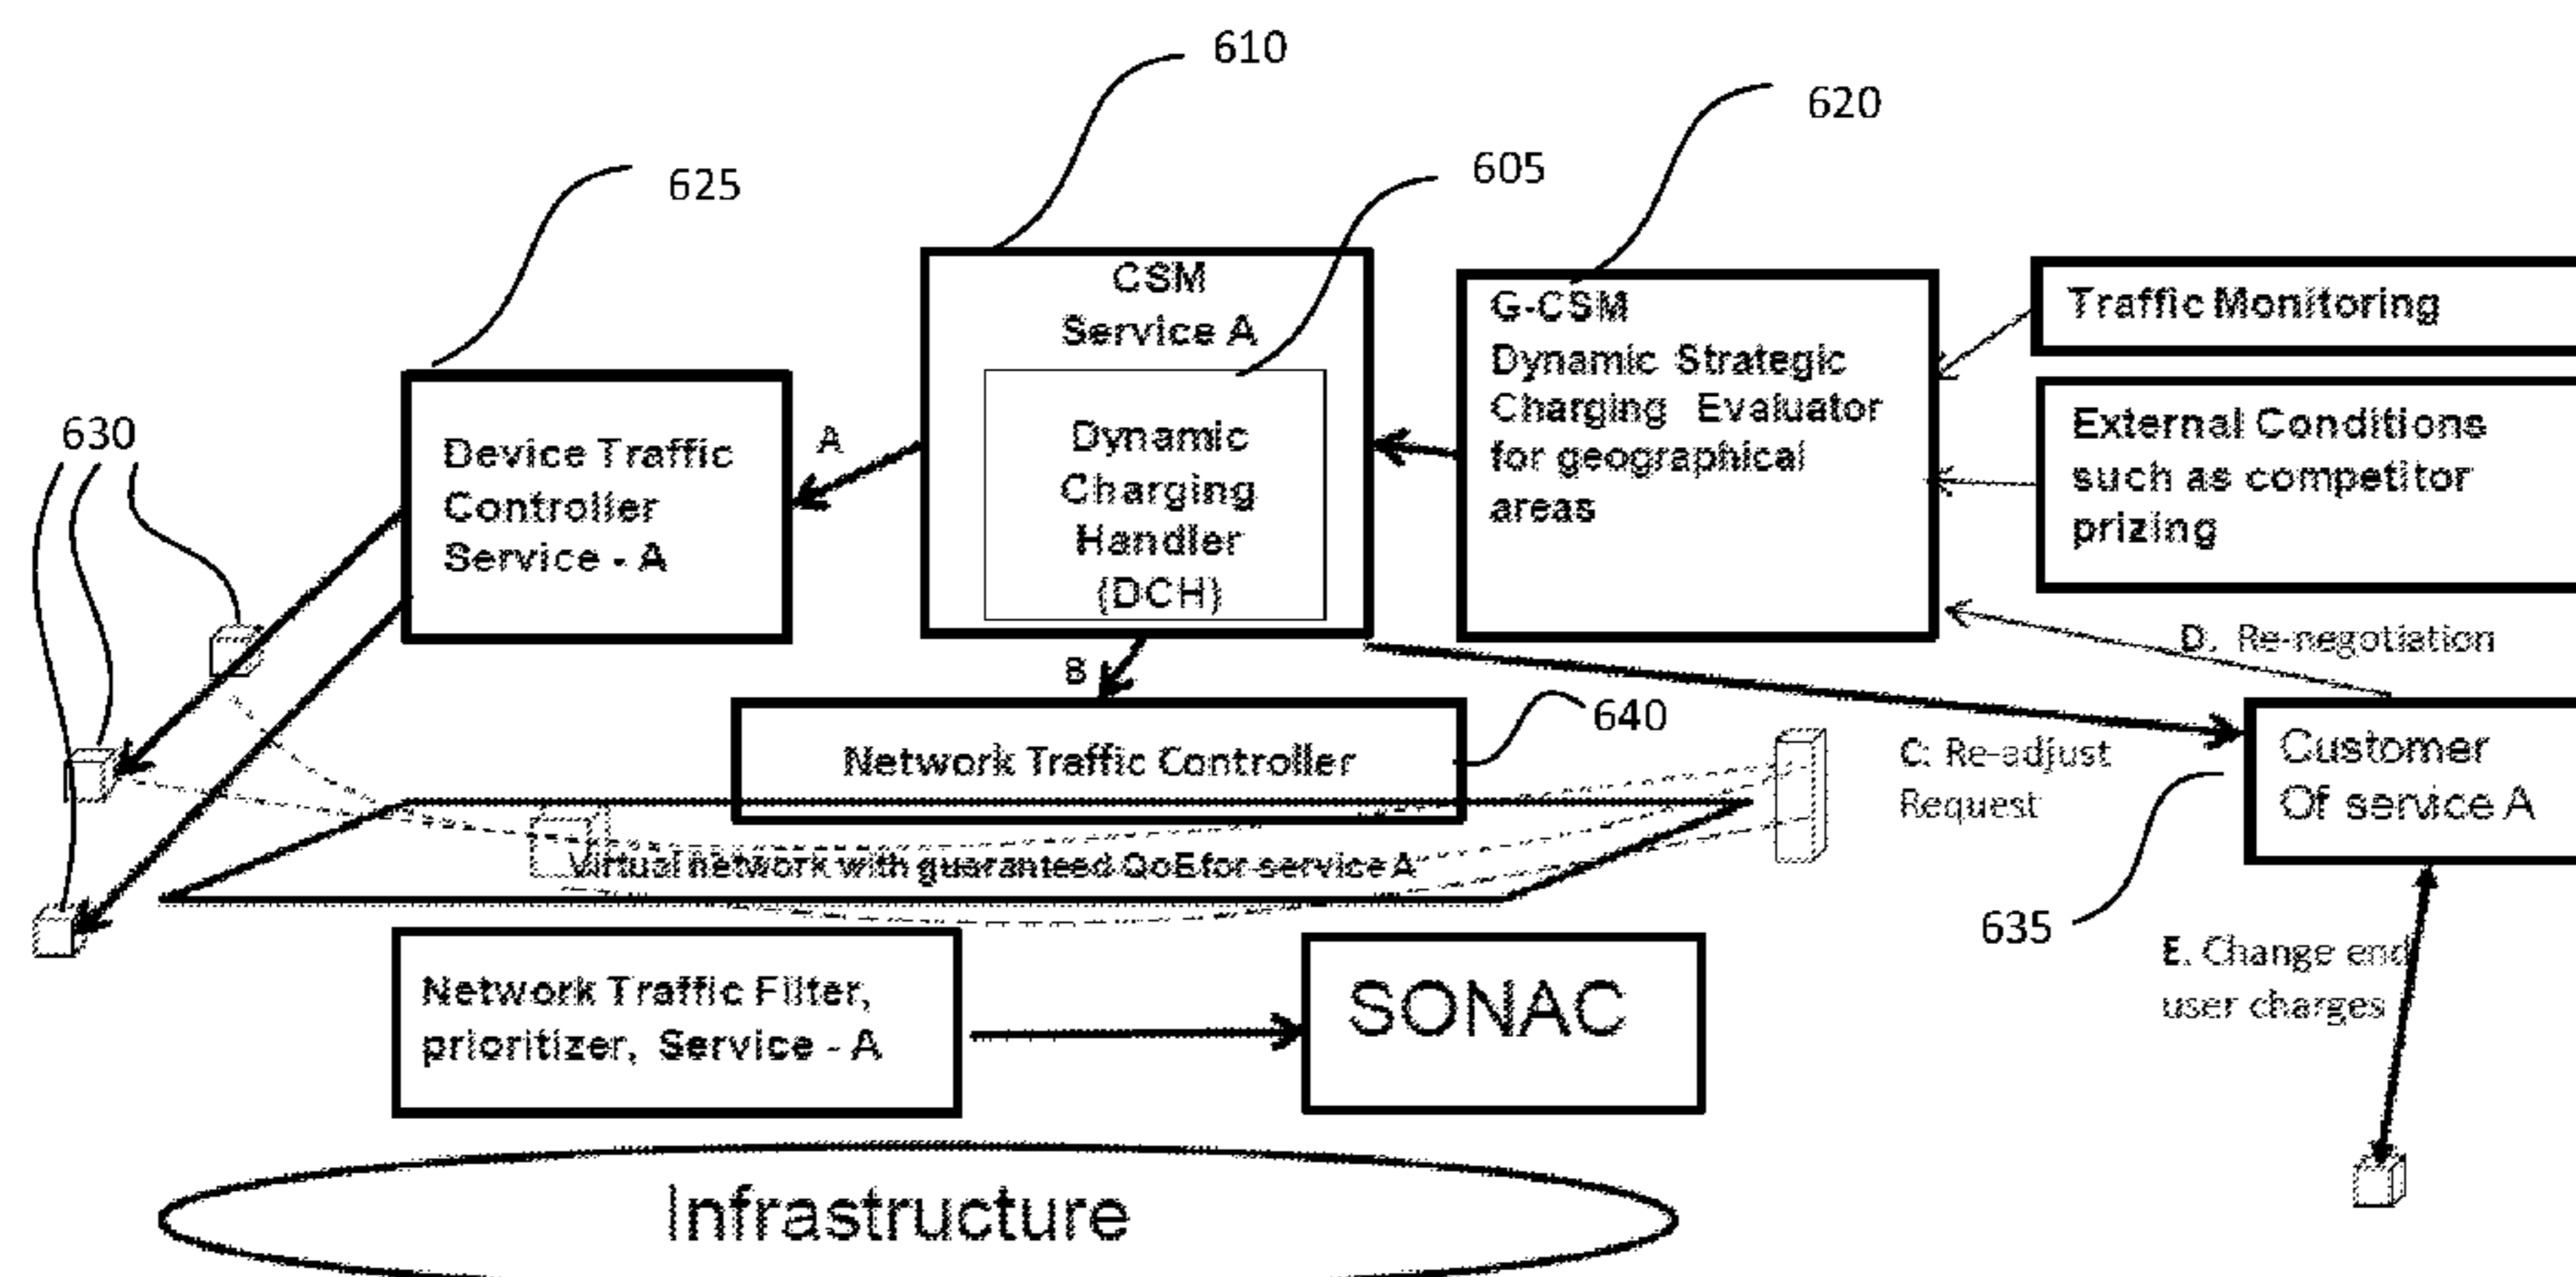 610
620
605
625
CSM
Service A
G-CSM
Dynamic Strategic
Charging Evaluator
for geographical
areas
Traffic Monitoring
External Conditions
such as competitor
prizing
630
Device Traffic
Controller
Service - A
A
Dynamic
Charging
Handler
(DCH)
B
D. Re-negotiation
640
Network Traffic Controller
C: Re-adjust
Request
Customer
Of service A
Virtual network with guaranteed QoE for service A
635
E. Change end
user charges
Network Traffic Filter,
prioritizer, Service - A
SONAC
Infrastructure